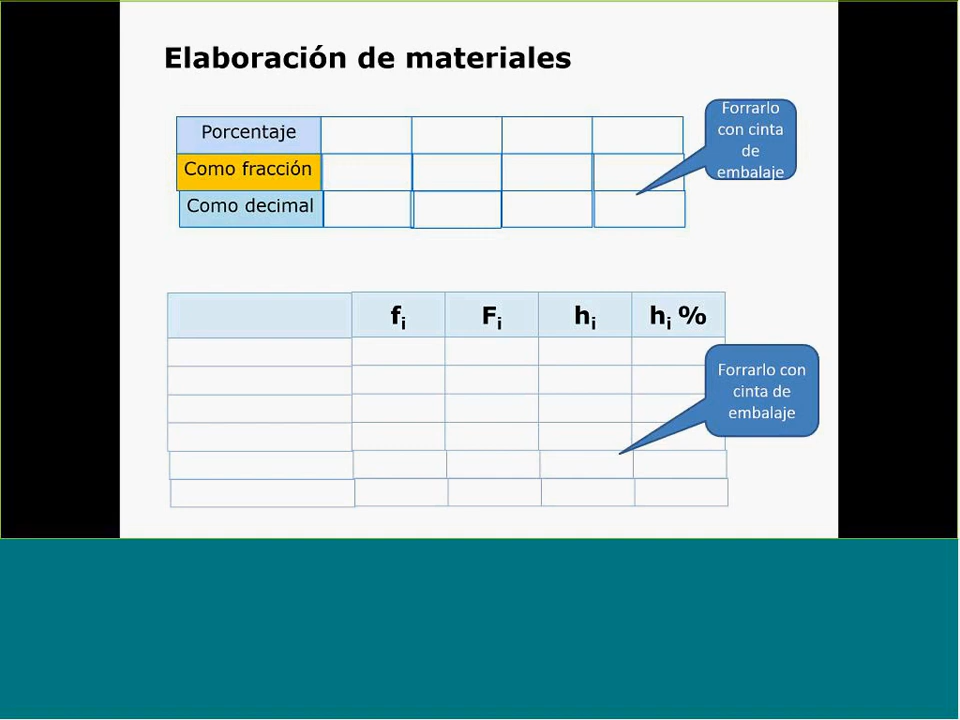 Elaboración de materiales
Porcentaje
Como fracción
Como decimal
Forrarlo
con cinta
de
embalaje
fi Fi hi hi %
Forrarlo con
cinta de
embalaje